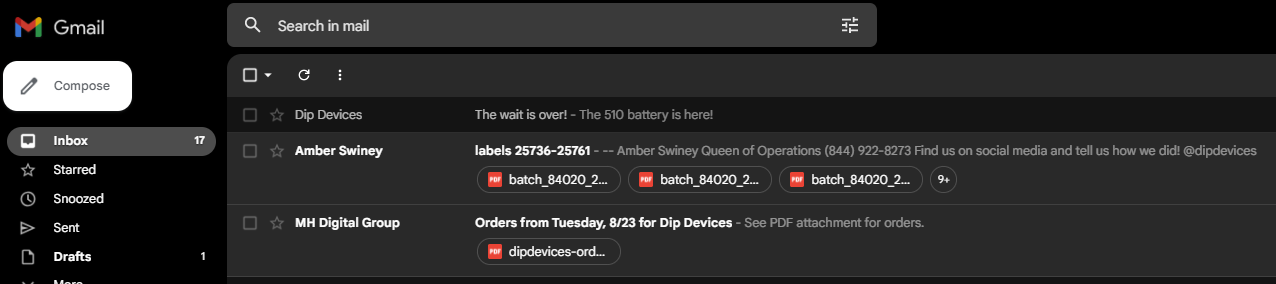 Gmail
Search in mail
Compose
Dip Devices The wait is over! - The 510 battery is here!
Inbox 17
Amber Swiney labels 25736-25761 - -- Amber Swiney Queen of Operations (844) 922-8273 Find us on social media and tell us how we did! @dipdevices
Starred
PDF batch_84020_2... PDF batch_84020_2... PDF batch_84020_2... 9+
Snoozed
Sent
MH Digital Group Orders from Tuesday, 8/23 for Dip Devices - See PDF attachment for orders.
PDF dipdevices-ord...
Drafts 1